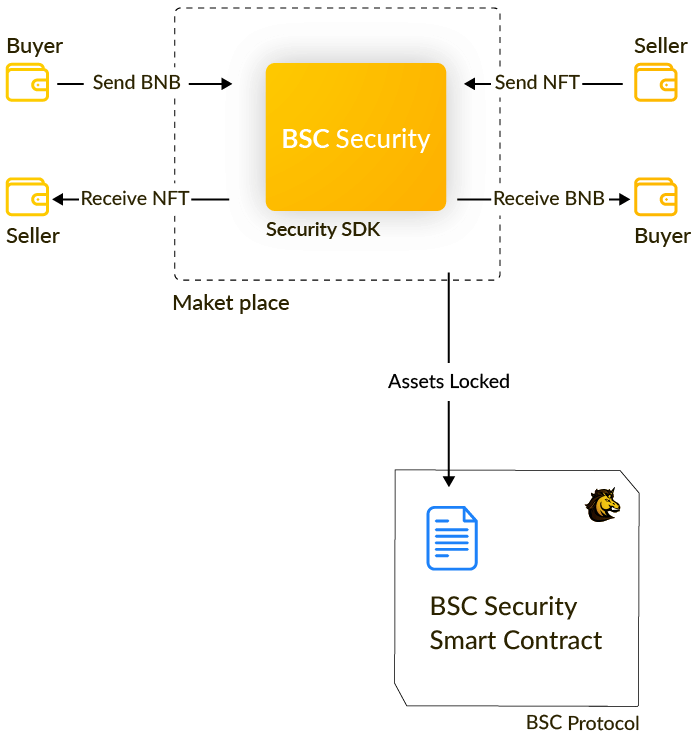 Buyer
Seller
Send BNB
Send NFT
BSC Security
Receive NFT
Receive BNB
Seller
Security SDK
Buyer
Maket place
Assets Locked
BSC Security
Smart Contract
BSC Protocol